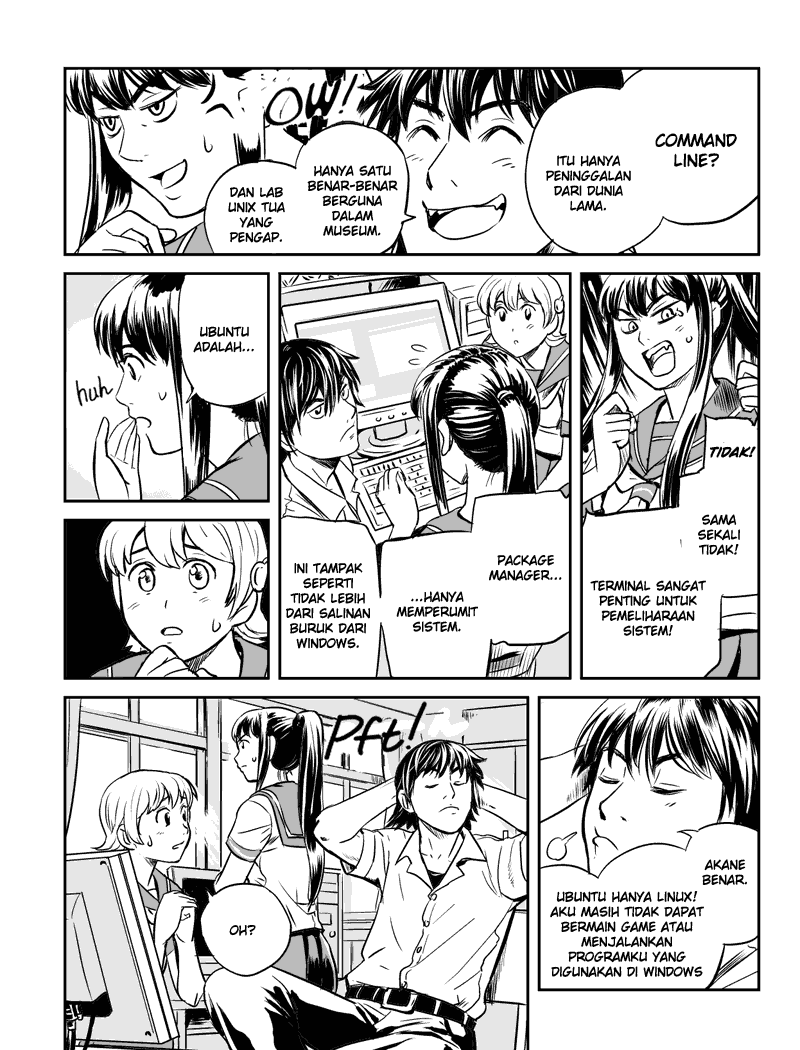 COMMAND
LINE?
ITU HANYA
PENINGGALAN
DARI DUNIA
LAMA.
OW!
HANYA SATU
BENAR-BENAR
BERGUNA
DALAM
MUSEUM.
DAN LAB
UNIX TUA
YANG
PENGAP.
TIDAK!
SAMA
SEKALI
TIDAK!
TERMINAL SANGAT
PENTING UNTUK
PEMELIHARAAN
SISTEM!
PACKAGE
MANAGER...
...HANYA
MEMPERUMIT
SISTEM.
INI TAMPAK
SEPERTI
TIDAK LEBIH
DARI SALINAN
BURUK DARI
WINDOWS.
UBUNTU
ADALAH...
huh
AKANE
BENAR.
UBUNTU HANYA LINUX!
AKU MASIH TIDAK DAPAT
BERMAIN GAME ATAU
MENJALANKAN
PROGRAMKU YANG
DIGUNAKAN DI WINDOWS
Pft!
OH?